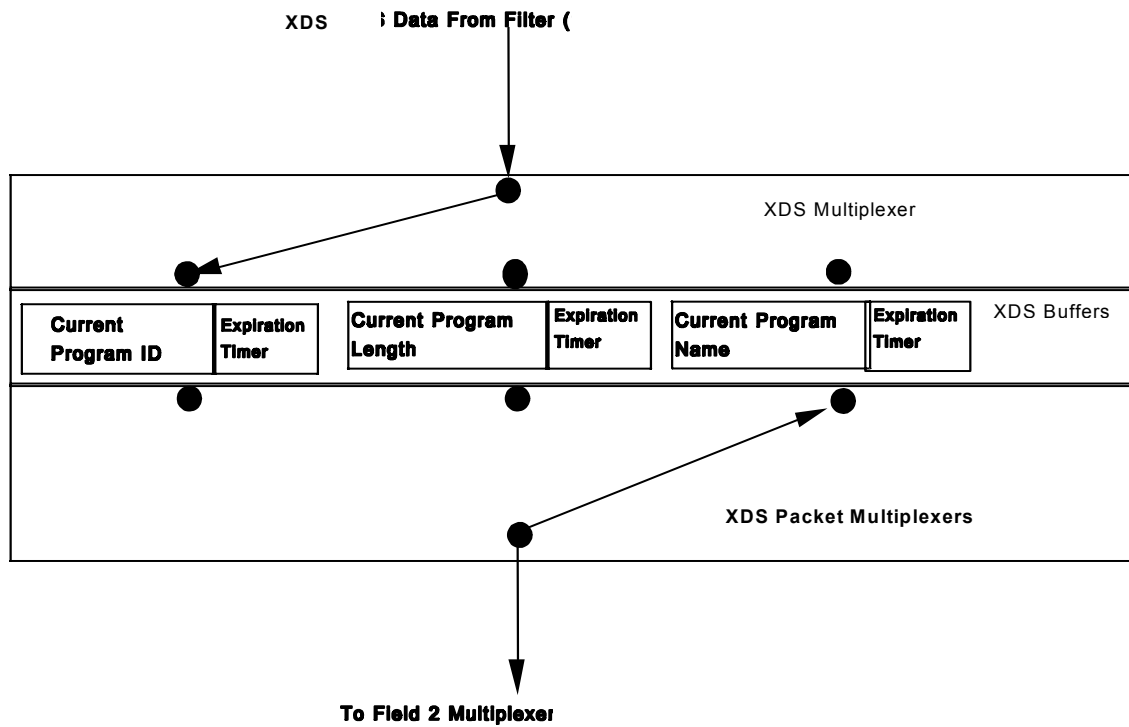 XDS Data From Filter (
XDS Multiplexer
XDS Buffers
Current
Program ID
Expiration
Timer
Current Program
Length
Expiration
Timer
Current Program
Name
Expiration
Timer
XDS Packet Multiplexers
To Field 2 Multiplexer